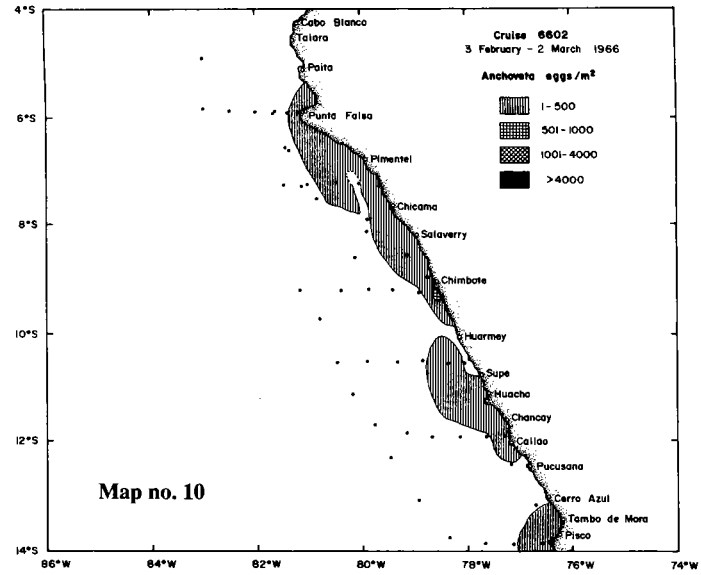 4°S
Cabo Blanco
Talara
Paita
Cruise 6602
3 February – 2 March 1966
Anchoveta eggs/m²
1–500
501–1000
1001–4000
>4000
6°S
Punta Falsa
Pimentel
Chicama
8°S
Salaverry
Chimbote
10°S
Huarmey
Supe
Huacho
Chancay
12°S
Callao
Pucusana
Map no. 10
Cerro Azul
Tambo de Mora
Pisco
14°S
86°W
84°W
82°W
80°W
78°W
76°W
74°W